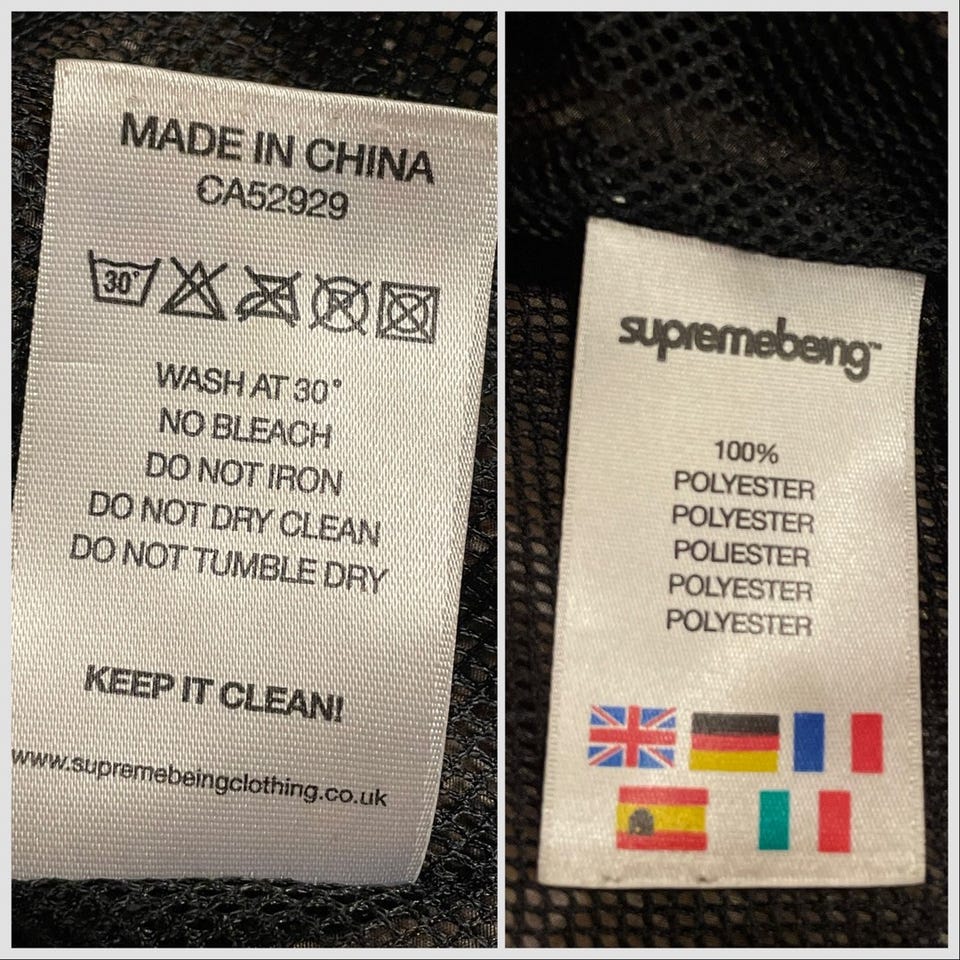 MADE IN CHINA
CA52929
30°
WASH AT 30°
NO BLEACH
DO NOT IRON
DO NOT DRY CLEAN
DO NOT TUMBLE DRY
KEEP IT CLEAN!
www.supremebeingclothing.co.uk
supremebeing™
100%
POLYESTER
POLYESTER
POLIESTER
POLYESTER
POLYESTER